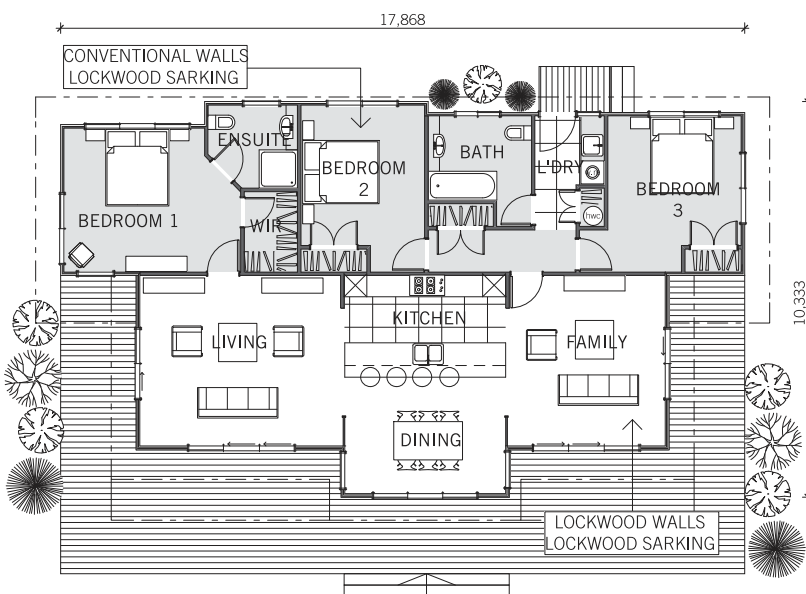 17,868
CONVENTIONAL WALLS
LOCKWOOD SARKING
ENSUITE
BEDROOM
2
BATH
L'DRY
BEDROOM
3
BEDROOM 1
WIR
hwc
10,333
KITCHEN
LIVING
FAMILY
DINING
LOCKWOOD WALLS
LOCKWOOD SARKING